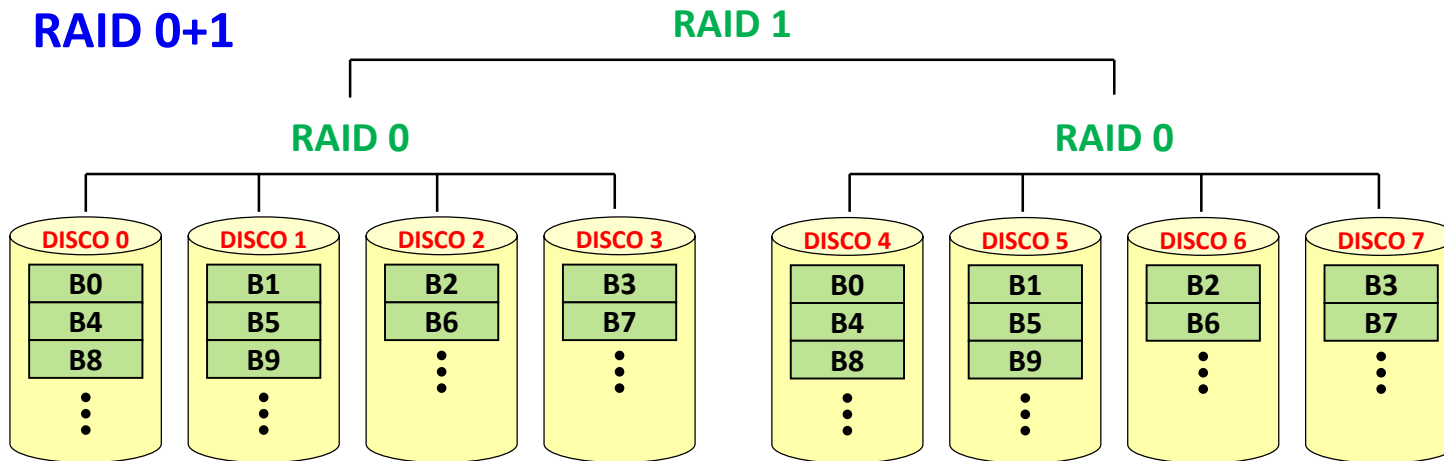 RAID 0+1
RAID 1
RAID 0 RAID 0
DISCO 0 DISCO 1 DISCO 2 DISCO 3 DISCO 4 DISCO 5 DISCO 6 DISCO 7
B0 B1 B2 B3 B0 B1 B2 B3
B4 B5 B6 B7 B4 B5 B6 B7
B8 B9 B8 B9